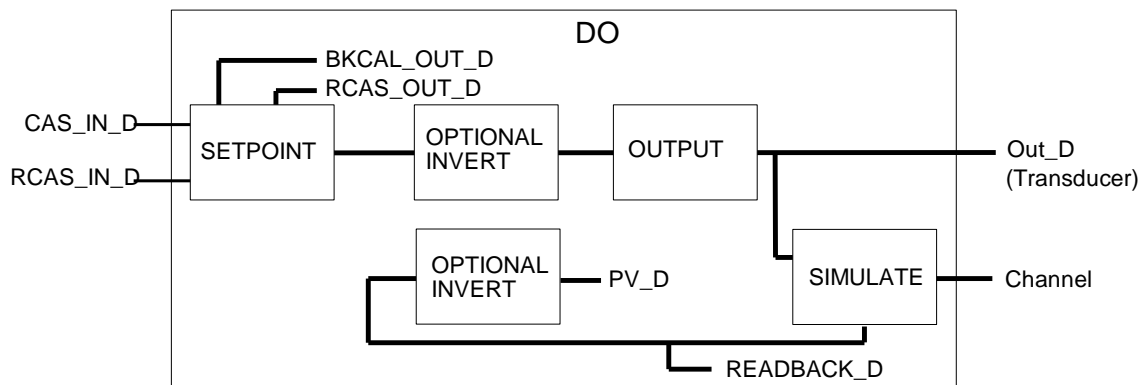 DO
BKCAL_OUT_D
RCAS_OUT_D
CAS_IN_D
RCAS_IN_D
SETPOINT
OPTIONAL
INVERT
OUTPUT
Out_D
(Transducer)
OPTIONAL
INVERT
PV_D
SIMULATE
Channel
READBACK_D